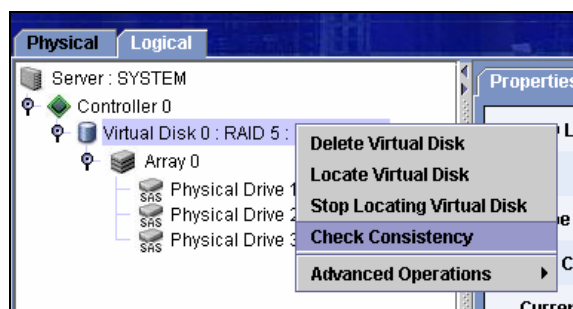 Physical Logical
Server : SYSTEM
Controller 0
Virtual Disk 0 : RAID 5 :
Array 0
SAS Physical Drive 1
SAS Physical Drive 2
SAS Physical Drive 3
Delete Virtual Disk
Locate Virtual Disk
Stop Locating Virtual Disk
Check Consistency
Advanced Operations
Properties